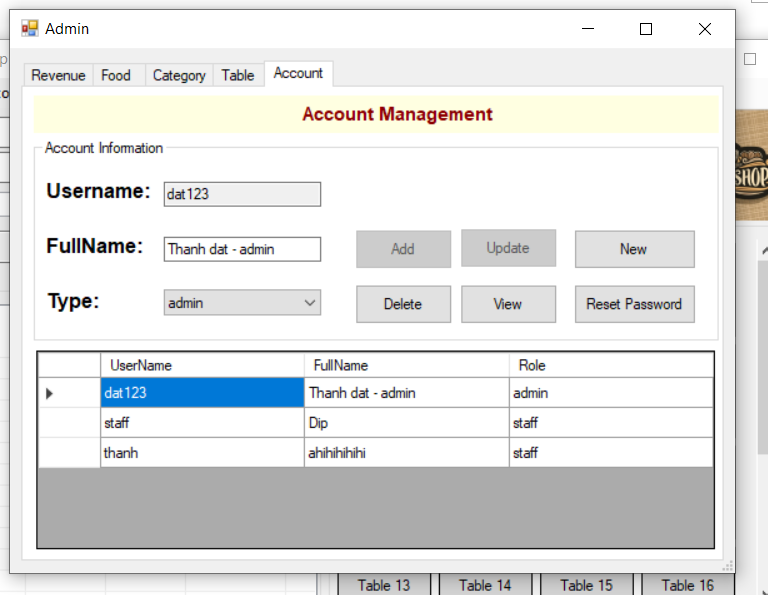 Admin
Revenue Food Category Table Account
Account Management
Account Information
Username: dat123
FullName: Thanh dat - admin
Add Update New
Type: admin
Delete View Reset Password
UserName FullName Role
dat123 Thanh dat - admin admin
staff Dip staff
thanh ahihihihihi staff
SHOP
Table 13 Table 14 Table 15 Table 16